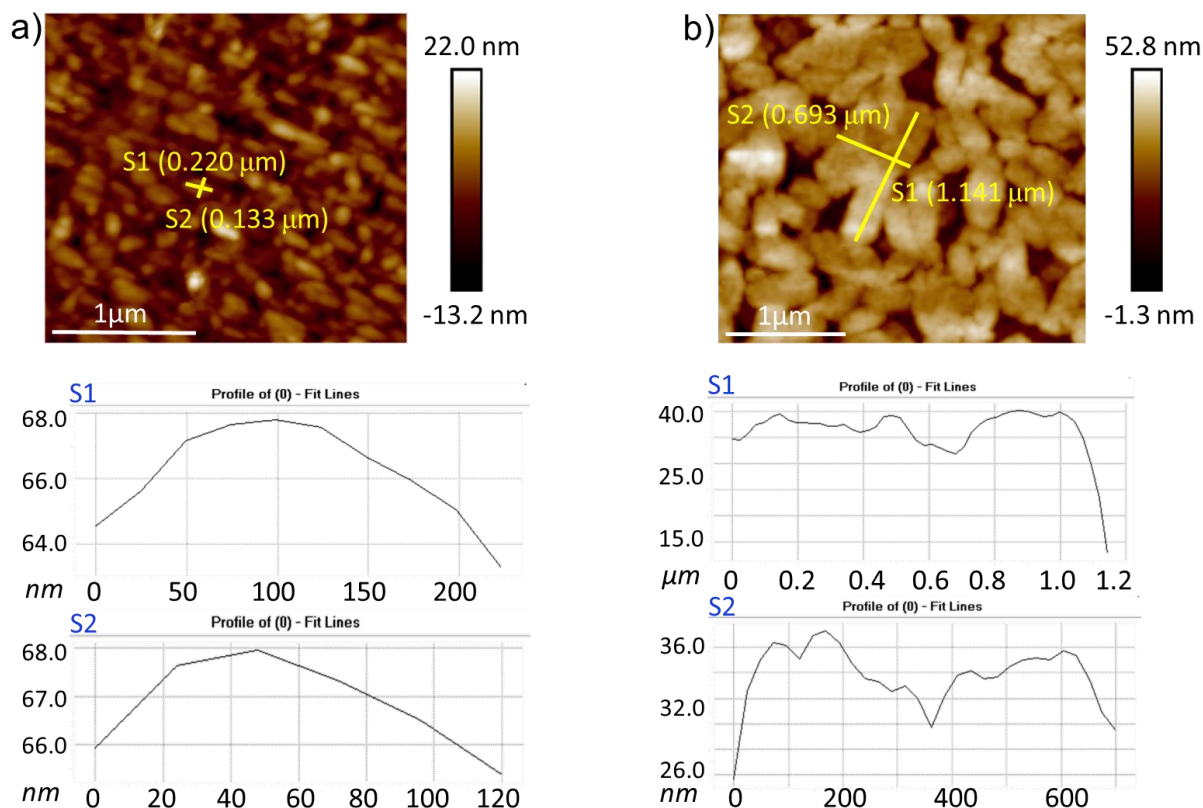 a)
22.0 nm
S1 (0.220 μm)
S2 (0.133 μm)
1μm
-13.2 nm
S1
Profile of (0) - Fit Lines
68.0
66.0
64.0
nm 0 50 100 150 200
S2
Profile of (0) - Fit Lines
68.0
67.0
66.0
nm 0 20 40 60 80 100 120
b)
52.8 nm
S2 (0.693 μm)
S1 (1.141 μm)
1μm
-1.3 nm
S1
Profile of (0) - Fit Lines
40.0
25.0
15.0
μm 0 0.2 0.4 0.6 0.8 1.0 1.2
S2
Profile of (0) - Fit Lines
36.0
32.0
26.0
nm 0 200 400 600